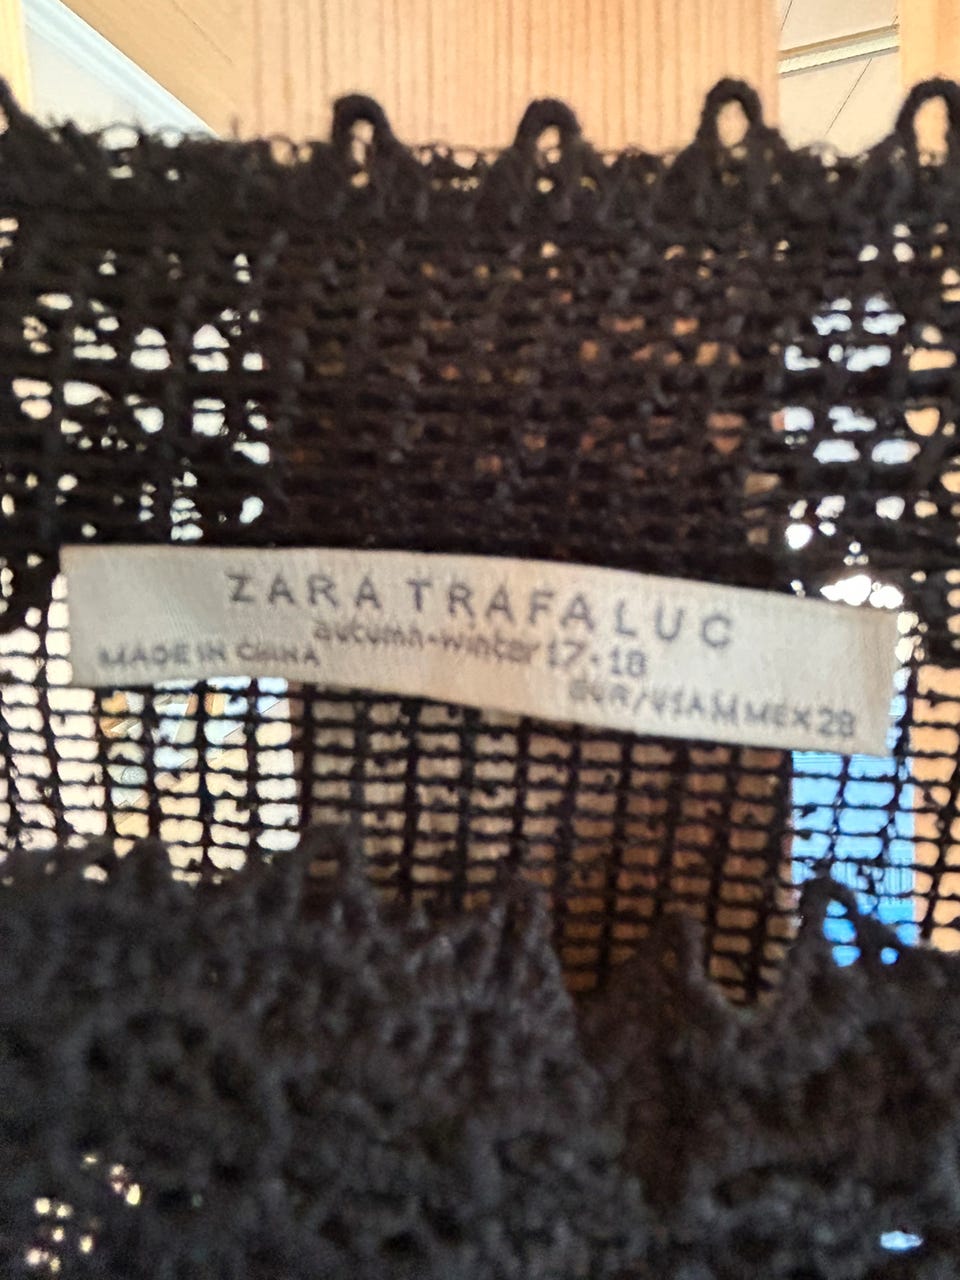 ZARA TRAFALUC
autumn-winter 17-18
MADE IN CHINA
EUR/USA M MEX 28